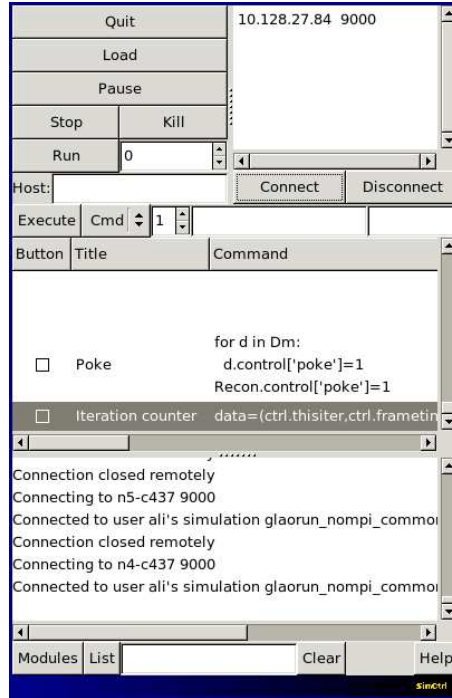 Quit
10.128.27.84 9000
Load
Pause
Stop Kill
Run 0
Host: Connect Disconnect
Execute Cmd 1
Button Title Command
for d in Dm:
Poke d.control['poke']=1
Recon.control['poke']=1
Iteration counter data=(ctrl.thisiter,ctrl.frametin
Connection closed remotely
Connecting to n5-c437 9000
Connected to user ali's simulation glaorun_nompi_commo
Connection closed remotely
Connecting to n4-c437 9000
Connected to user ali's simulation glaorun_nompi_commo
Modules List Clear Help
SimCtrl